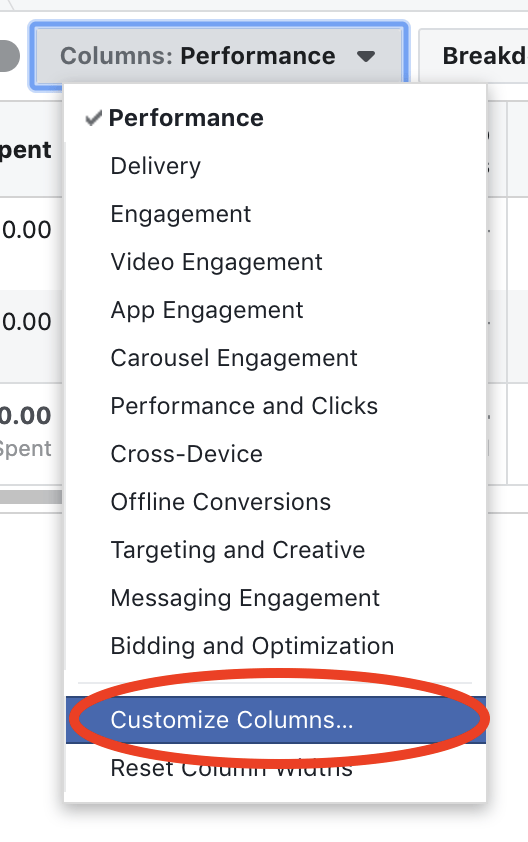 Columns: Performance
Breakd
Performance
pent
Delivery
Engagement
0.00
Video Engagement
App Engagement
0.00
Carousel Engagement
Performance and Clicks
0.00
Spent
Cross-Device
Offline Conversions
Targeting and Creative
Messaging Engagement
Bidding and Optimization
Customize Columns...
Reset Column Widths